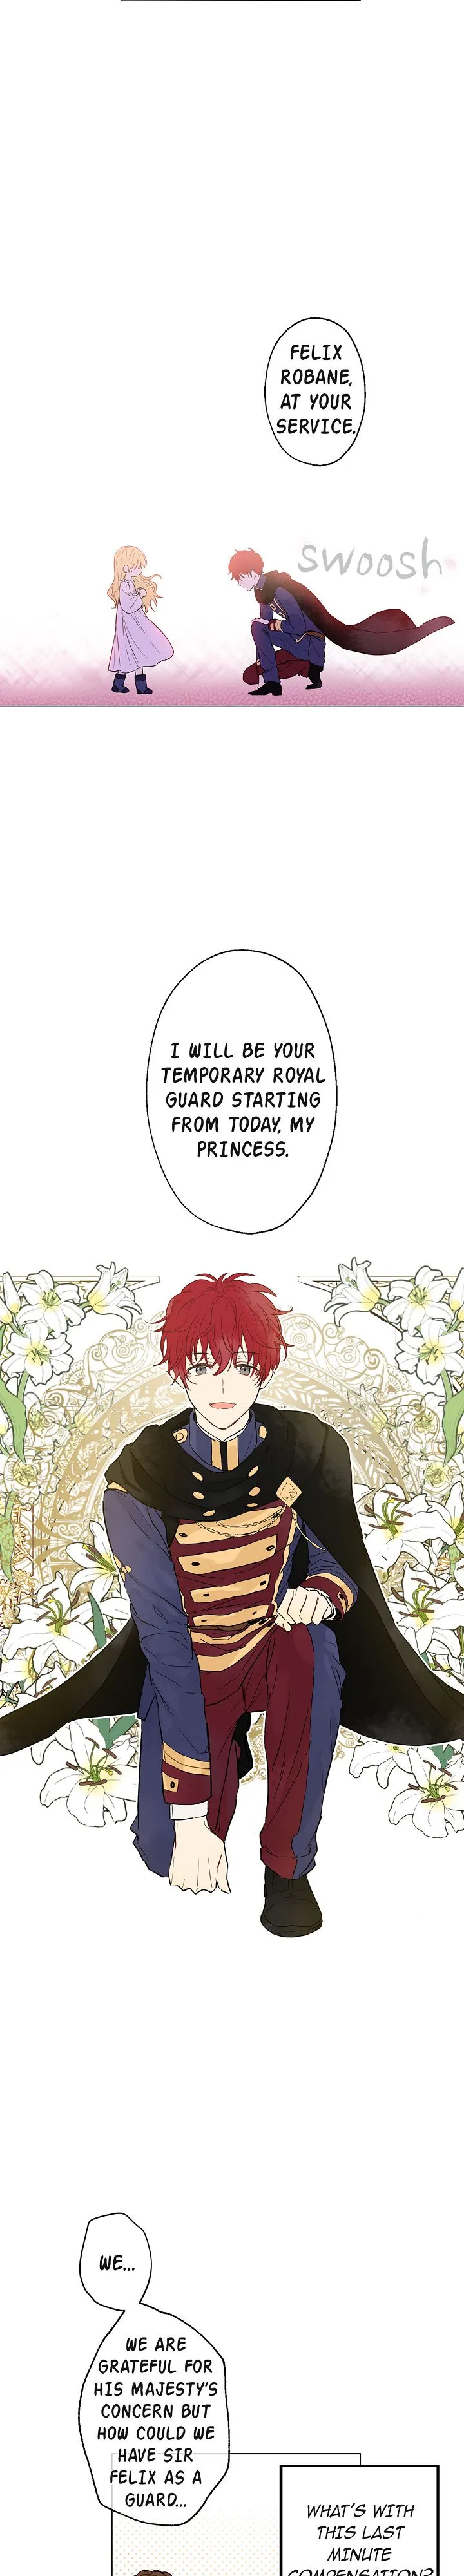 FELIX
ROBANE,
AT YOUR
SERVICE.
SWOOSH
I WILL BE YOUR
TEMPORARY ROYAL
GUARD STARTING
FROM TODAY, MY
PRINCESS.
WE...
WE ARE
GRATEFUL FOR
HIS MAJESTY'S
CONCERN BUT
HOW COULD WE
HAVE SIR
FELIX AS A
GUARD...
WHAT'S WITH
THIS LAST
MINUTE
COMPENSATION?